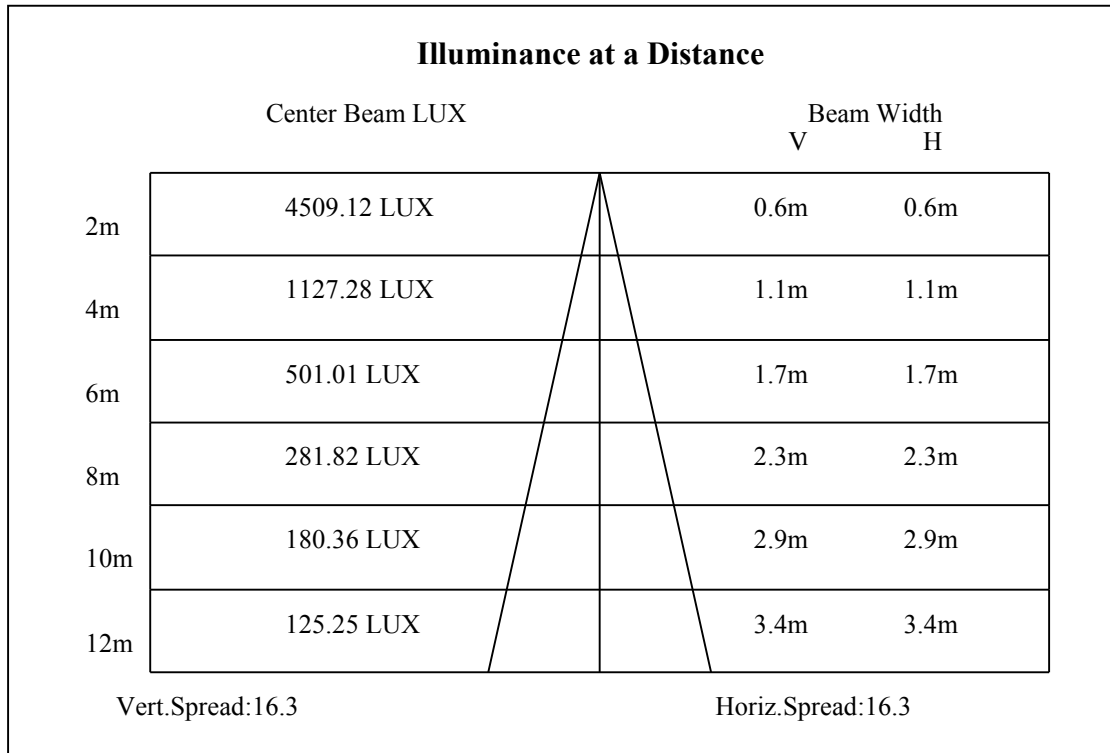 Illuminance at a Distance
Center Beam LUX Beam Width
V H
2m 4509.12 LUX 0.6m 0.6m
4m 1127.28 LUX 1.1m 1.1m
6m 501.01 LUX 1.7m 1.7m
8m 281.82 LUX 2.3m 2.3m
10m 180.36 LUX 2.9m 2.9m
12m 125.25 LUX 3.4m 3.4m
Vert.Spread:16.3 Horiz.Spread:16.3